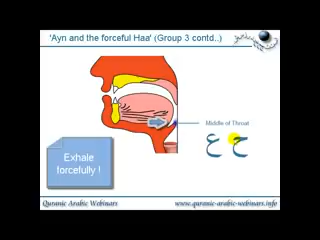 'Ayn and the forceful Haa' (Group 3 contd..)
Middle of Throat
ع ح
Exhale
forcefully !
Quranic Arabic Webinars
www.quranic-arabic-webinars.info